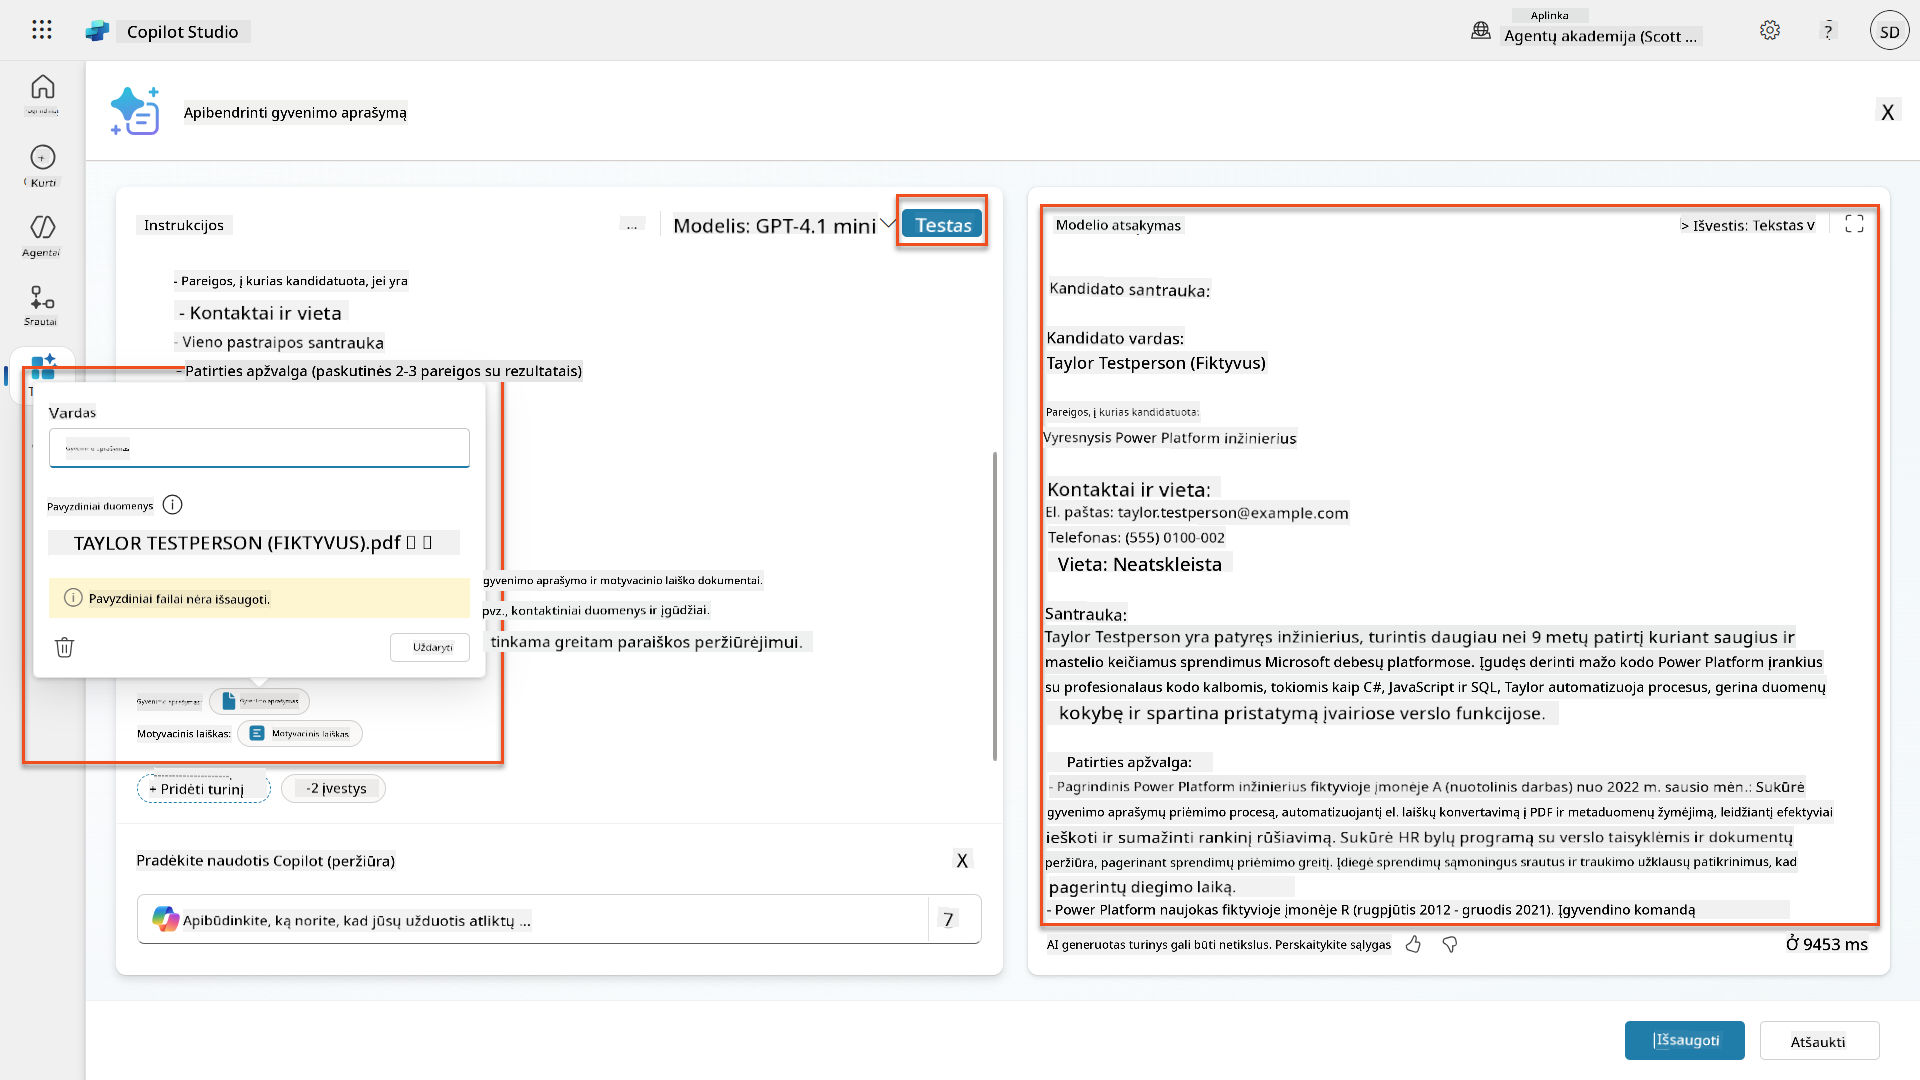 Copilot Studio
Aplinka
Agentų akademija (Scott ...
?
SD
Apibendrinti gyvenimo aprašymą
X
Kurti
Agentai
Srautai
Instrukcijos
...
Modelis: GPT-4.1 mini
Testas
- Pareigos, į kurias kandidatuota, jei yra
- Kontaktai ir vieta
- Vieno pastraipos santrauka
- Patirties apžvalga (paskutinės 2-3 pareigos su rezultatais)
Vardas
Gyvenimo aprašymas
Pavyzdiniai duomenys
TAYLOR TESTPERSON (FIKTYVUS).pdf
Pavyzdiniai failai nėra išsaugoti.
Uždaryti
gyvenimo aprašymo ir motyvacinio laiško dokumentai.
pvz., kontaktiniai duomenys ir įgūdžiai.
tinkama greitam paraiškos peržiūrėjimui.
Gyvenimo aprašymas: Gyvenimo aprašymas
Motyvacinis laiškas: Motyvacinis laiškas
+ Pridėti turinį
-2 įvestys
Pradėkite naudotis Copilot (peržiūra)
X
Apibūdinkite, ką norite, kad jūsų užduotis atliktų ...
7
Modelio atsakymas
> Išvestis: Tekstas v
Kandidato santrauka:
Kandidato vardas:
Taylor Testperson (Fiktyvus)
Pareigos, į kurias kandidatuota:
Vyresnysis Power Platform inžinierius
Kontaktai ir vieta:
El. paštas: taylor.testperson@example.com
Telefonas: (555) 0100-002
Vieta: Neatskleista
Santrauka:
Taylor Testperson yra patyręs inžinierius, turintis daugiau nei 9 metų patirtį kuriant saugius ir
mastelio keičiamus sprendimus Microsoft debesų platformose. Įgudęs derinti mažo kodo Power Platform įrankius
su profesionalaus kodo kalbomis, tokiomis kaip C#, JavaScript ir SQL, Taylor automatizuoja procesus, gerina duomenų
kokybę ir spartina pristatymą įvairiose verslo funkcijose.
Patirties apžvalga:
- Pagrindinis Power Platform inžinierius fiktyvioje įmonėje A (nuotolinis darbas) nuo 2022 m. sausio mėn.: Sukūrė
gyvenimo aprašymų priėmimo procesą, automatizuojantį el. laiškų konvertavimą į PDF ir metaduomenų žymėjimą, leidžiantį efektyviai
ieškoti ir sumažinti rankinį rūšiavimą. Sukūrė HR bylų programą su verslo taisyklėmis ir dokumentų
peržiūra, pagerinant sprendimų priėmimo greitį. Įdiegė sprendimų sąmoningus srautus ir traukimo užklausų patikrinimus, kad
pagerintų diegimo laiką.
- Power Platform naujokas fiktyvioje įmonėje R (rugpjūtis 2012 - gruodis 2021). Įgyvendino komandą
AI generuotas turinys gali būti netikslus. Perskaitykite sąlygas
9453 ms
Išsaugoti
Atšaukti